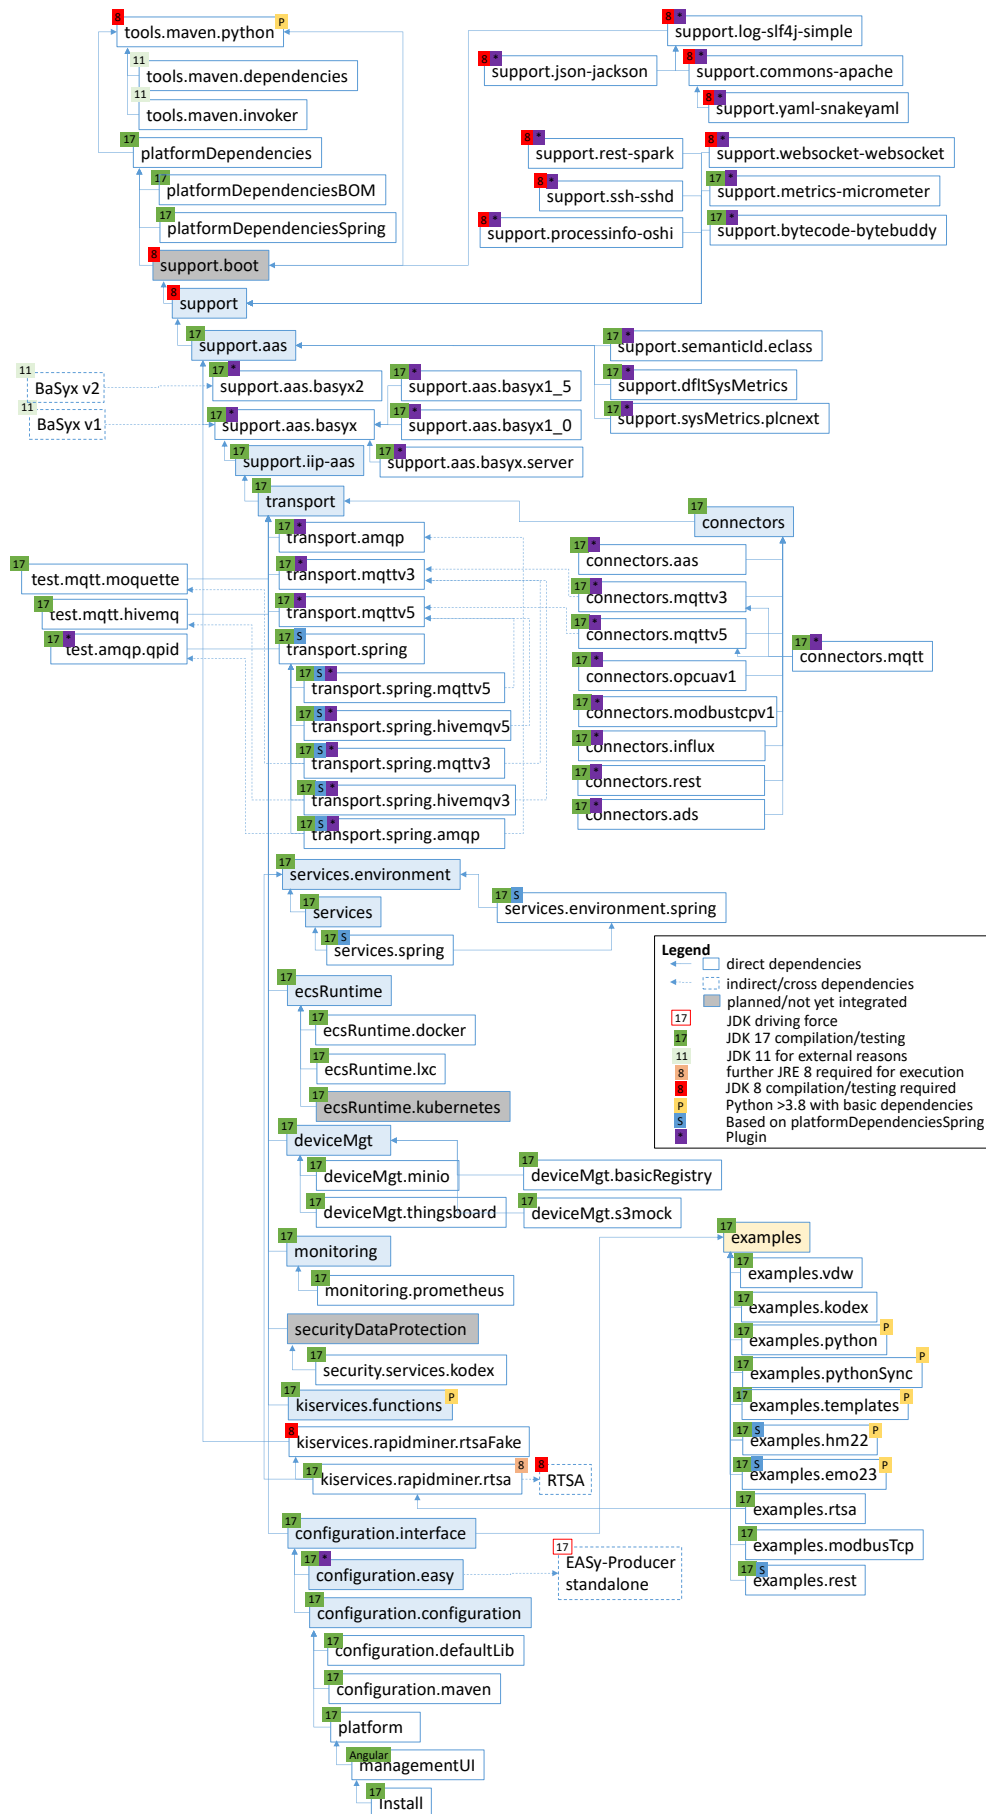 8
tools.maven.python
P
11
tools.maven.dependencies
11
tools.maven.invoker
17
platformDependencies
17
platformDependenciesBOM
17
platformDependenciesSpring
8
support.boot
8
support
8 *
support.log-slf4j-simple
8 *
support.json-jackson
8 *
support.commons-apache
8 *
support.yaml-snakeyaml
8 *
support.rest-spark
8 *
support.websocket-websocket
8 *
support.ssh-sshd
17 *
support.metrics-micrometer
8 *
support.processinfo-oshi
17 *
support.bytecode-bytebuddy
17
support.aas
17 *
support.semanticId.eclass
17 *
support.dfltSysMetrics
17 *
support.sysMetrics.plcnext
11
BaSyx v2
11
BaSyx v1
17 *
support.aas.basyx2
17 *
support.aas.basyx1_5
17 *
support.aas.basyx
17 *
support.aas.basyx1_0
17 *
support.aas.basyx.server
17
support.iip-aas
17
transport
17
connectors
17 *
transport.amqp
17 *
transport.mqttv3
17 *
transport.mqttv5
17 S
transport.spring
17 S *
transport.spring.mqttv5
17 S *
transport.spring.hivemqv5
17 S *
transport.spring.mqttv3
17 S *
transport.spring.hivemqv3
17 S *
transport.spring.amqp
17
test.mqtt.moquette
17
test.mqtt.hivemq
17 *
test.amqp.qpid
17 *
connectors.aas
17 *
connectors.mqttv3
17 *
connectors.mqttv5
17 *
connectors.mqtt
17 *
connectors.opcuav1
17 *
connectors.modbustcpv1
17 *
connectors.influx
17 *
connectors.rest
17 *
connectors.ads
17
services.environment
17
services
17 S
services.environment.spring
17 S
services.spring
17
ecsRuntime
17
ecsRuntime.docker
17
ecsRuntime.lxc
17
ecsRuntime.kubernetes
Legend
direct dependencies
indirect/cross dependencies
planned/not yet integrated
17 JDK driving force
17 JDK 17 compilation/testing
11 JDK 11 for external reasons
8 further JRE 8 required for execution
8 JDK 8 compilation/testing required
P Python >3.8 with basic dependencies
S Based on platformDependenciesSpring
* Plugin
17
deviceMgt
17
deviceMgt.minio
17
deviceMgt.basicRegistry
17
deviceMgt.thingsboard
17
deviceMgt.s3mock
17
monitoring
17
monitoring.prometheus
securityDataProtection
17
security.services.kodex
17
kiservices.functions
P
8
kiservices.rapidminer.rtsaFake
17
kiservices.rapidminer.rtsa
8
8
RTSA
17
configuration.interface
17 *
configuration.easy
17
EASy-Producer
standalone
17
configuration.configuration
17
configuration.defaultLib
17
configuration.maven
17
platform
Angular
managementUI
17
Install
17
examples
17
examples.vdw
17
examples.kodex
17
examples.python
P
17
examples.pythonSync
P
17
examples.templates
P
17 S
examples.hm22
P
17 S
examples.emo23
P
17
examples.rtsa
17
examples.modbusTcp
17 S
examples.rest